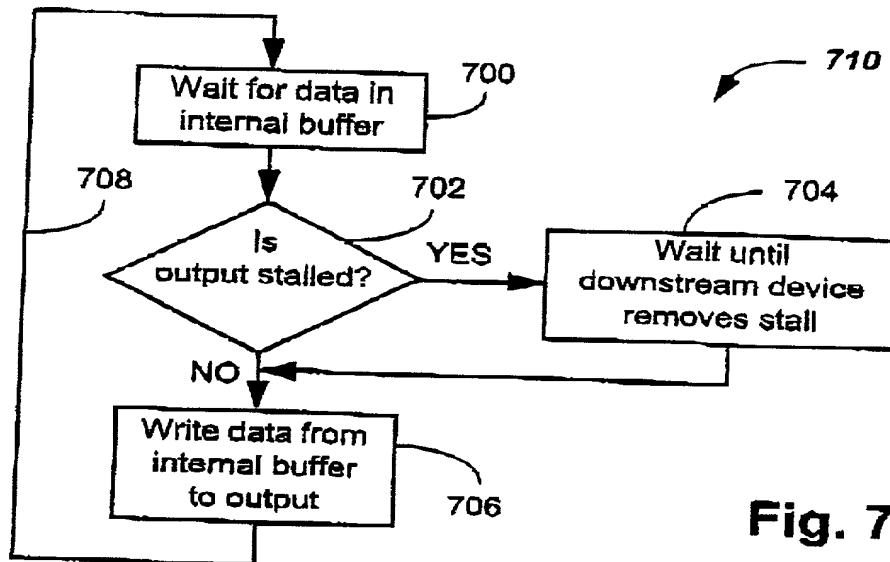 700
710
Wait for data in
internal buffer
708
702
704
Is
output stalled?
YES
Wait until
downstream device
removes stall
NO
Write data from
internal buffer
to output
706
Fig. 7